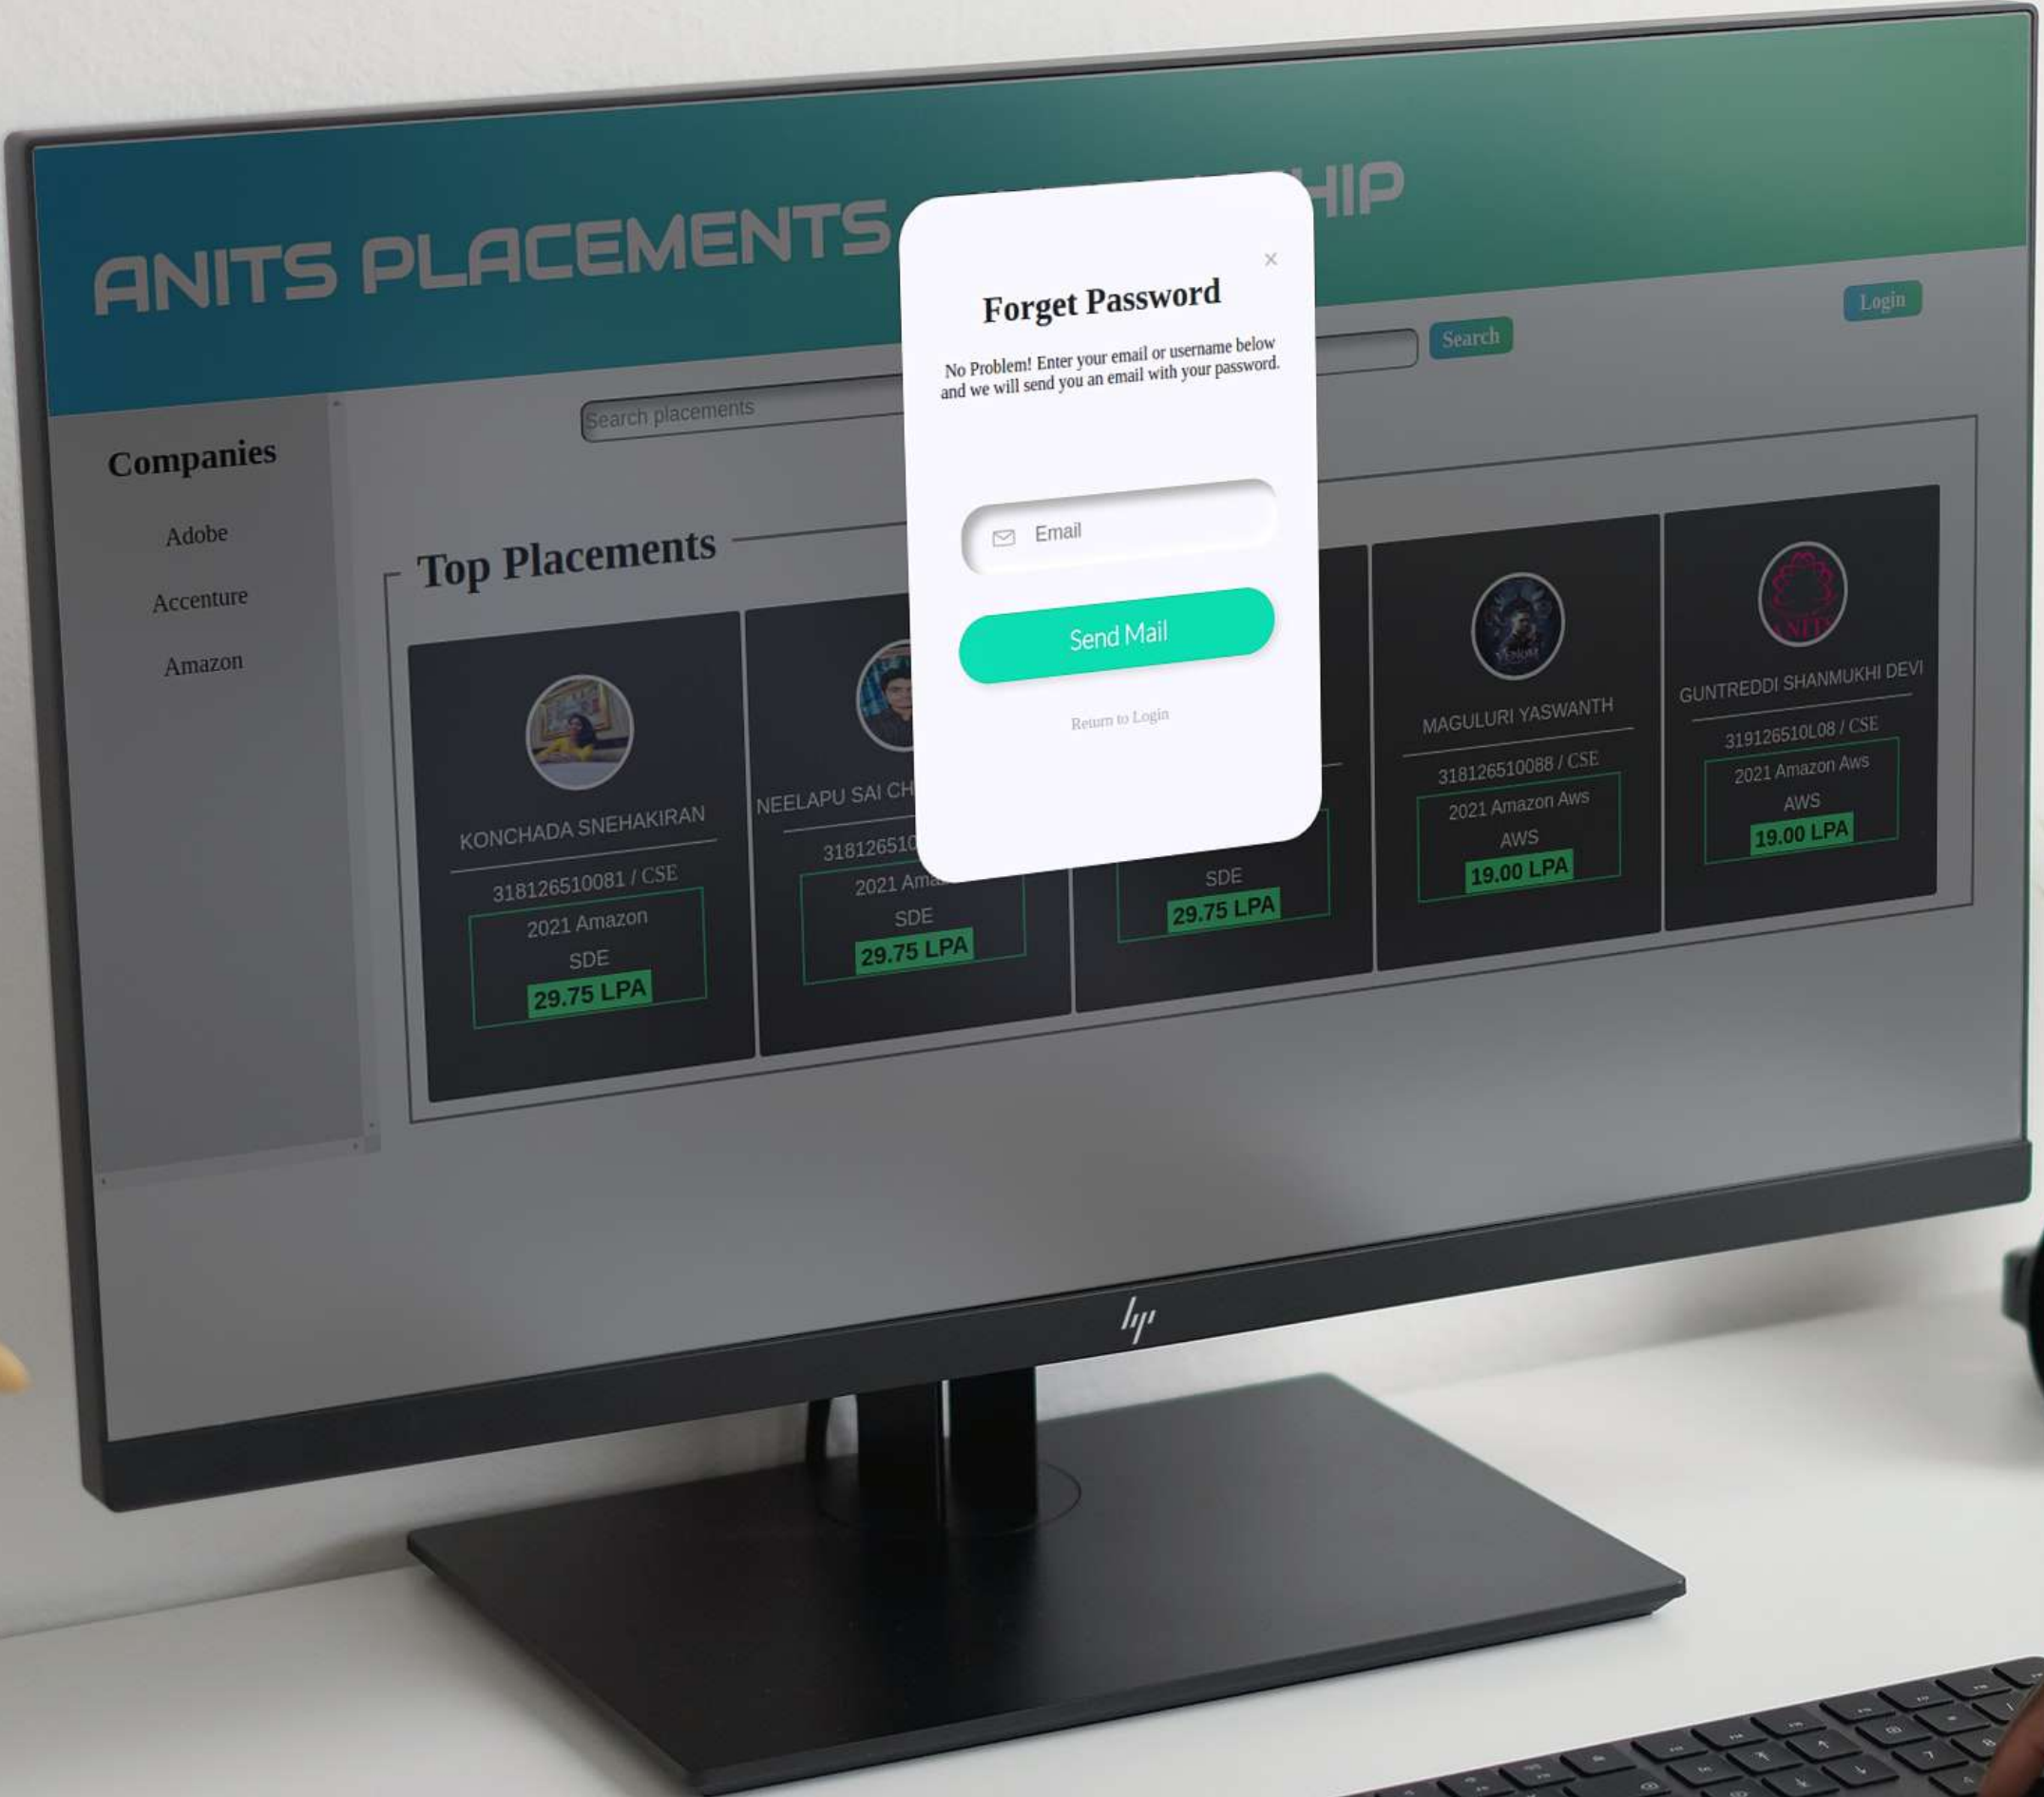 ANITS PLACEMENTS
HIP
Login
Search placements
Search
Companies
Adobe
Accenture
Amazon
Top Placements
KONCHADA SNEHAKIRAN
318126510081 / CSE
2021 Amazon
SDE
29.75 LPA
NEELAPU SAI CH
318126510
2021 Ama
SDE
29.75 LPA
SDE
29.75 LPA
MAGULURI YASWANTH
318126510088 / CSE
2021 Amazon Aws
AWS
19.00 LPA
ANITS
GUNTREDDI SHANMUKHI DEVI
319126510L08 / CSE
2021 Amazon Aws
AWS
19.00 LPA
×
Forget Password
No Problem! Enter your email or username below
and we will send you an email with your password.
Email
Send Mail
Return to Login
hp